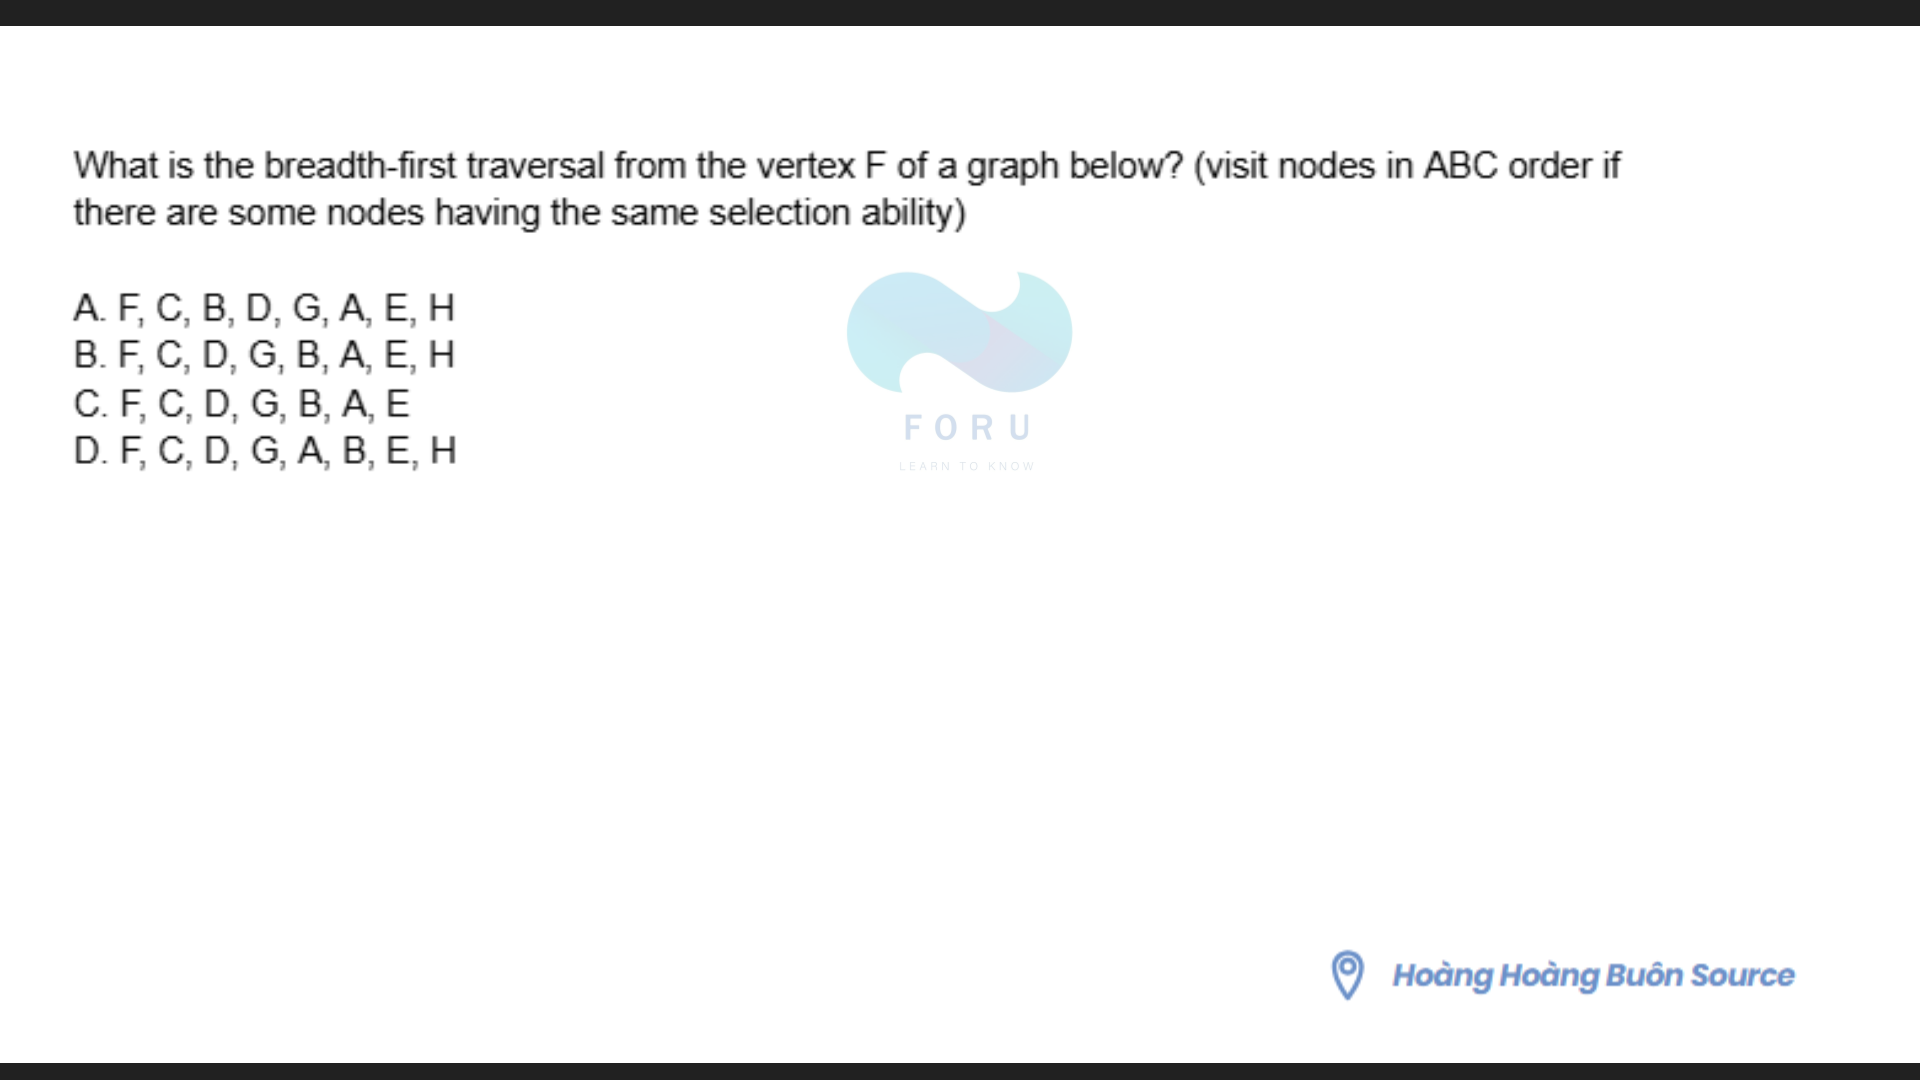 What is the breadth-first traversal from the vertex F of a graph below? (visit nodes in ABC order if
there are some nodes having the same selection ability)
A. F, C, B, D, G, A, E, H
B. F, C, D, G, B, A, E, H
C. F, C, D, G, B, A, E
D. F, C, D, G, A, B, E, H
FORU
LEARN TO KNOW
Hoàng Hoàng Buôn Source